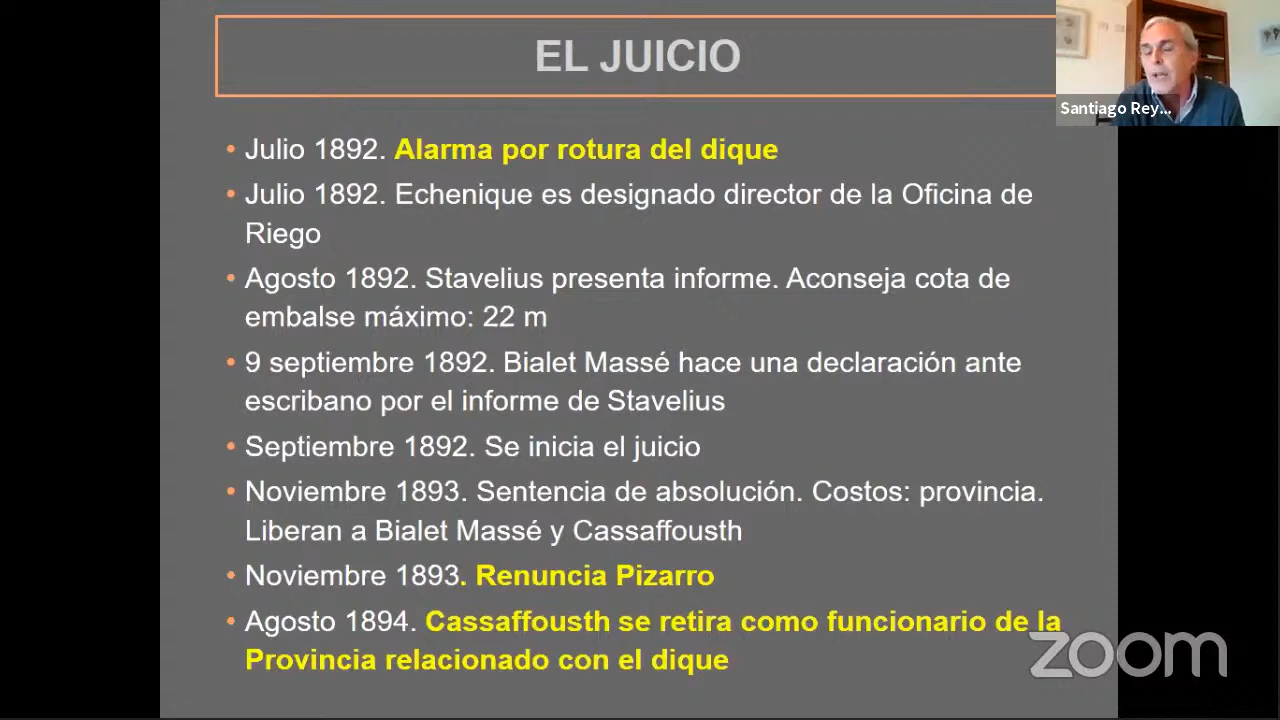 EL JUICIO
Santiago Rey...
• Julio 1892. Alarma por rotura del dique
• Julio 1892. Echenique es designado director de la Oficina de
Riego
• Agosto 1892. Stavelius presenta informe. Aconseja cota de
embalse máximo: 22 m
• 9 septiembre 1892. Bialet Massé hace una declaración ante
escribano por el informe de Stavelius
• Septiembre 1892. Se inicia el juicio
• Noviembre 1893. Sentencia de absolución. Costos: provincia.
Liberan a Bialet Massé y Cassaffousth
• Noviembre 1893. Renuncia Pizarro
• Agosto 1894. Cassaffousth se retira como funcionario de la
Provincia relacionado con el dique
zoom